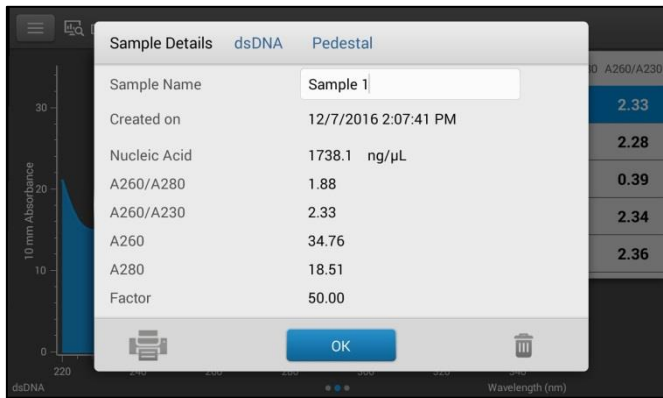 Sample Details dsDNA Pedestal
Sample Name Sample 1
Created on 12/7/2016 2:07:41 PM
Nucleic Acid 1738.1 ng/µL
A260/A280 1.88
A260/A230 2.33
A260 34.76
A280 18.51
Factor 50.00
OK
A260/A230
2.33
2.28
0.39
2.34
2.36
10 mm Absorbance
30
20
10
0
220
dsDNA
Wavelength (nm)